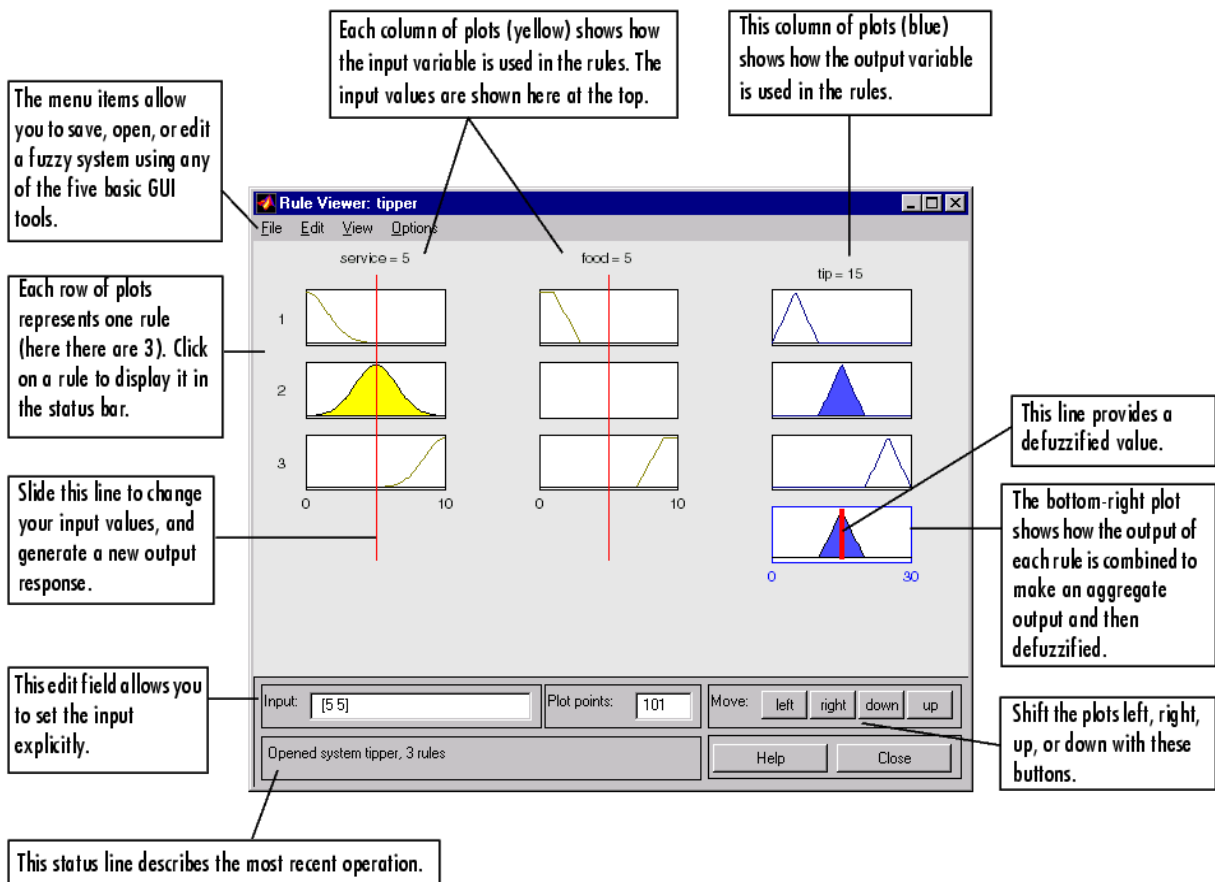 Each column of plots (yellow) shows how
the input variable is used in the rules. The
input values are shown here at the top.
This column of plots (blue)
shows how the output variable
is used in the rules.
The menu items allow
you to save, open, or edit
a fuzzy system using any
of the five basic GUI
tools.
Rule Viewer: tipper
File Edit View Options
service = 5
food = 5
tip = 15
Each row of plots
represents one rule
(here there are 3). Click
on a rule to display it in
the status bar.
1
2
3
0 10
0 10
0 30
This line provides a
defuzzified value.
Slide this line to change
your input values, and
generate a new output
response.
The bottom-right plot
shows how the output of
each rule is combined to
make an aggregate
output and then
defuzzified.
This edit field allows you
to set the input
explicitly.
Input: [5 5]
Plot points: 101
Move: left right down up
Opened system tipper, 3 rules
Help Close
Shift the plots left, right,
up, or down with these
buttons.
This status line describes the most recent operation.